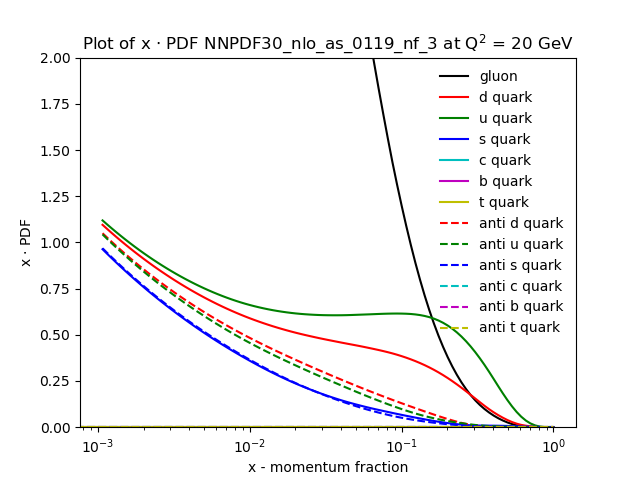 Plot of x · PDF NNPDF30_nlo_as_0119_nf_3 at Q² = 20 GeV
x · PDF
2.00
1.75
1.50
1.25
1.00
0.75
0.50
0.25
0.00
gluon
d quark
u quark
s quark
c quark
b quark
t quark
anti d quark
anti u quark
anti s quark
anti c quark
anti b quark
anti t quark
10⁻³ 10⁻² 10⁻¹ 10⁰
x - momentum fraction